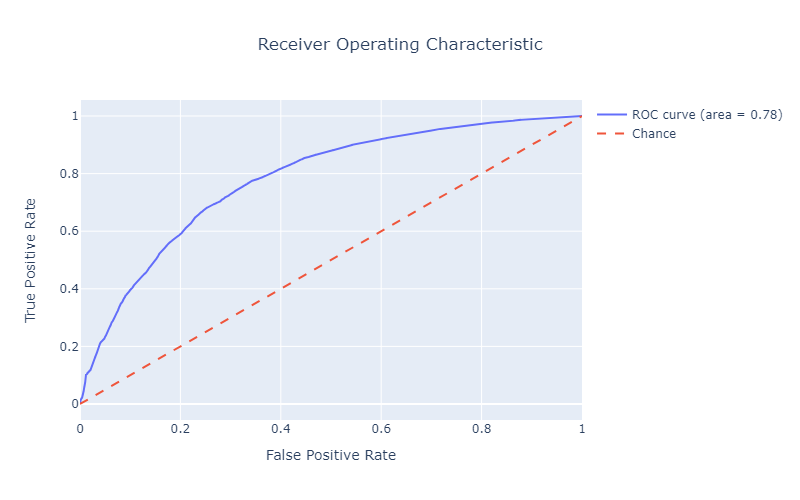 Receiver Operating Characteristic
ROC curve (area = 0.78)
Chance
1
0.8
0.6
0.4
0.2
0
True Positive Rate
0 0.2 0.4 0.6 0.8 1
False Positive Rate